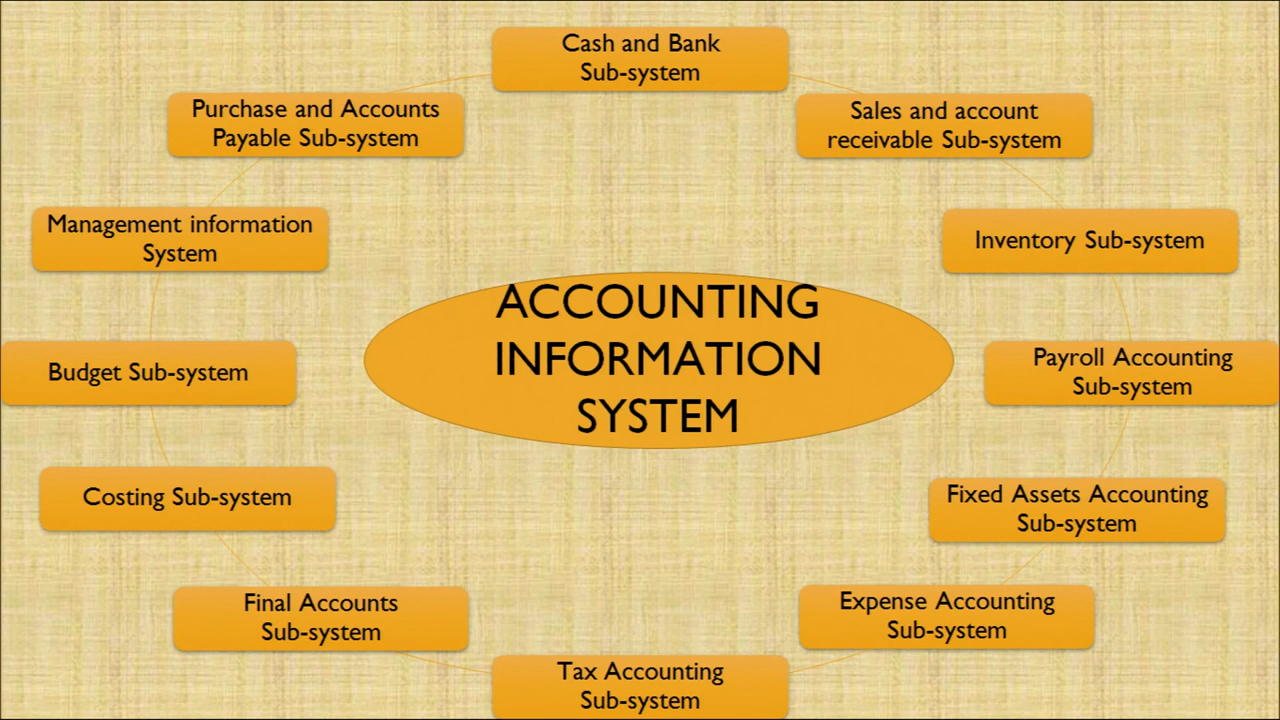 Cash and Bank
Sub-system
Sales and account
receivable Sub-system
Inventory Sub-system
Payroll Accounting
Sub-system
Fixed Assets Accounting
Sub-system
Expense Accounting
Sub-system
Tax Accounting
Sub-system
Final Accounts
Sub-system
Costing Sub-system
Budget Sub-system
Management information
System
Purchase and Accounts
Payable Sub-system
ACCOUNTING
INFORMATION
SYSTEM